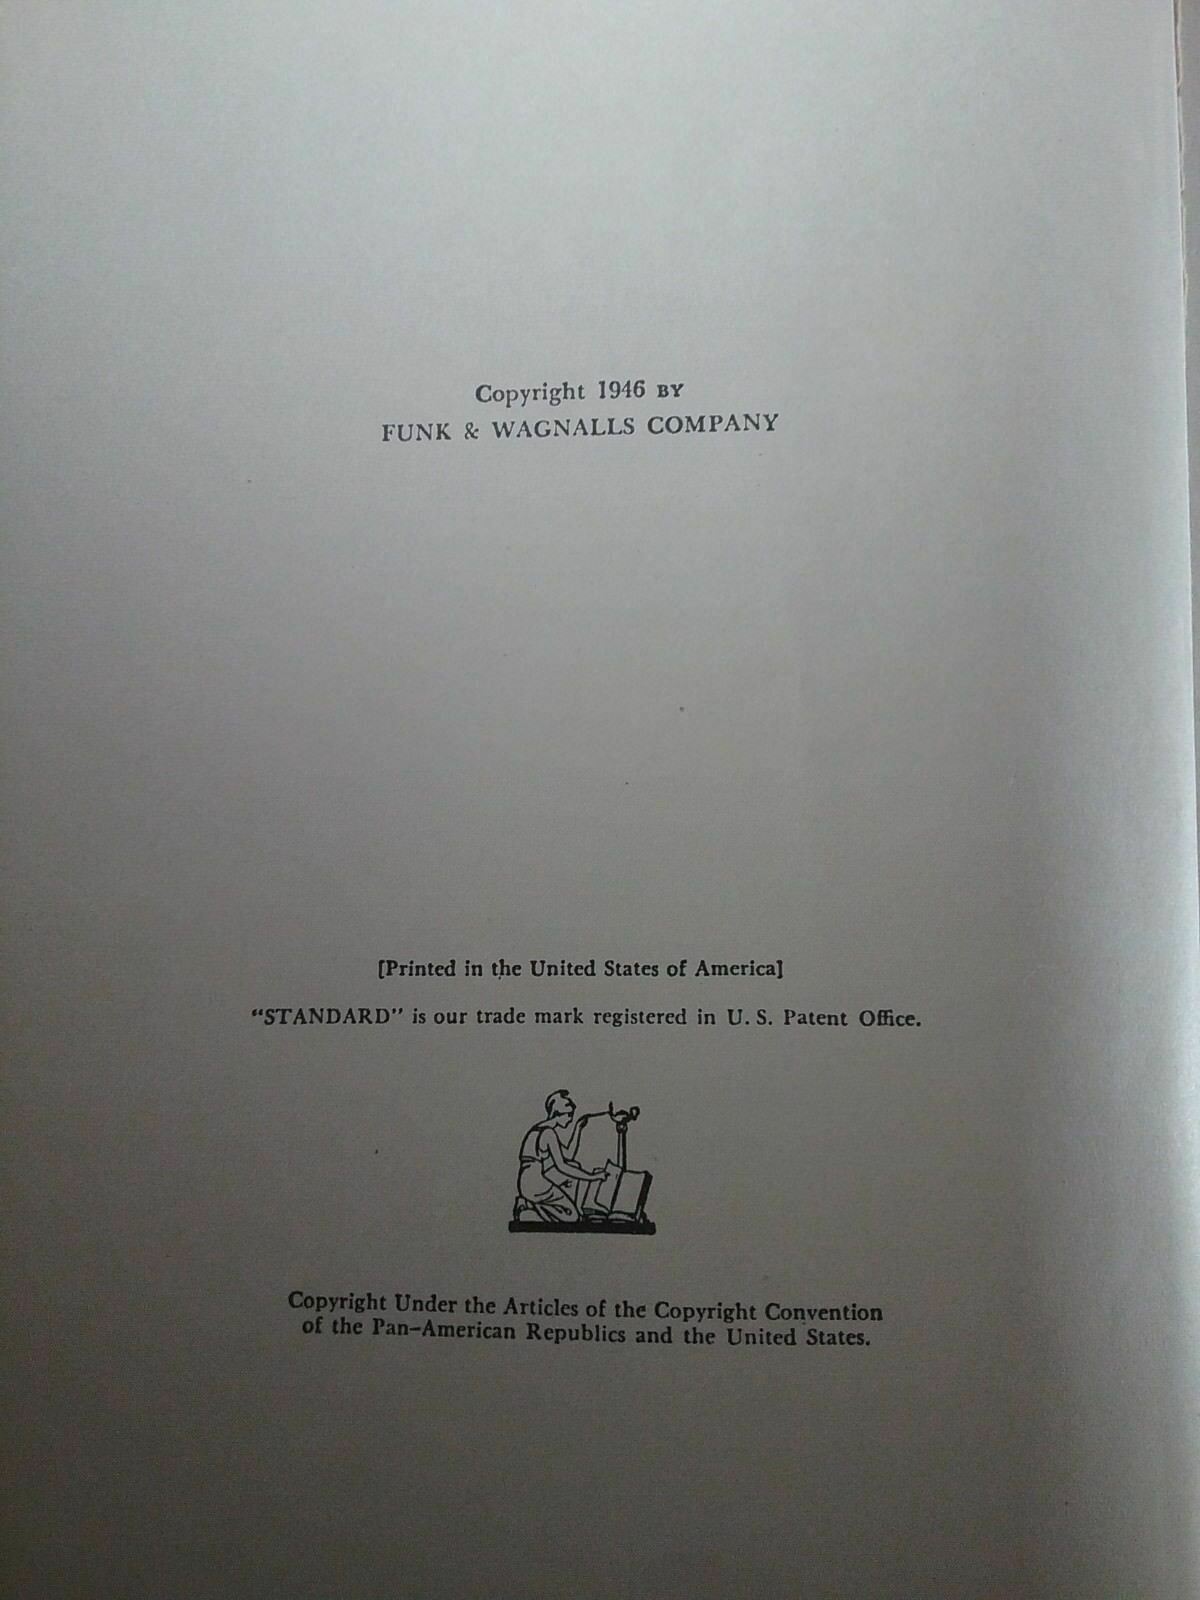 Copyright 1946 BY
FUNK & WAGNALLS COMPANY
[Printed in the United States of America]
"STANDARD" is our trade mark registered in U. S. Patent Office.
Copyright Under the Articles of the Copyright Convention
of the Pan-American Republics and the United States.